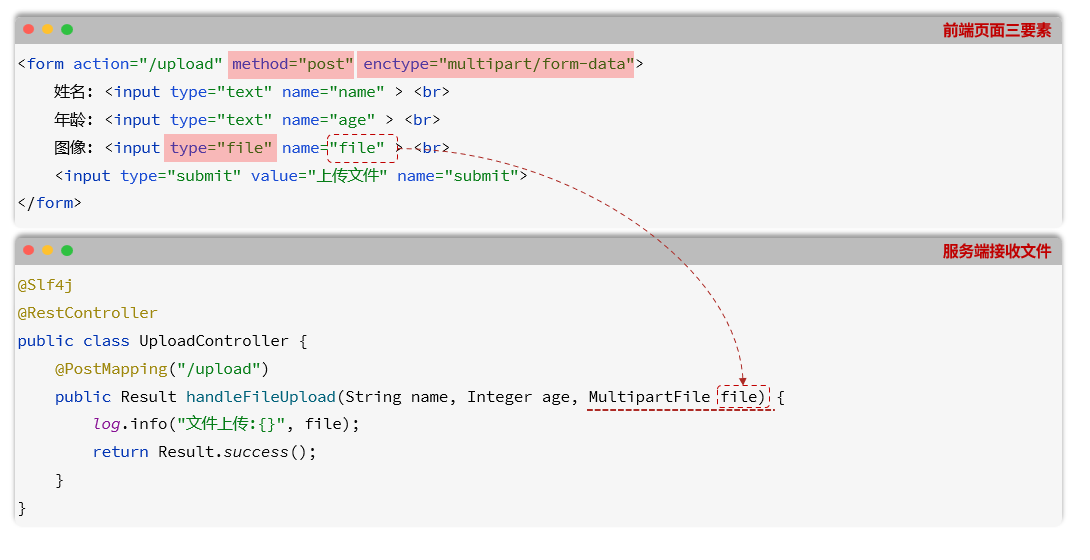 前端页面三要素
<form action="/upload" method="post" enctype="multipart/form-data">
姓名: <input type="text" name="name" > <br>
年龄: <input type="text" name="age" > <br>
图像: <input type="file" name="file" > <br>
<input type="submit" value="上传文件" name="submit">
</form>
服务端接收文件
@Slf4j
@RestController
public class UploadController {
@PostMapping("/upload")
public Result handleFileUpload(String name, Integer age, MultipartFile file) {
log.info("文件上传:{}", file);
return Result.success();
}
}